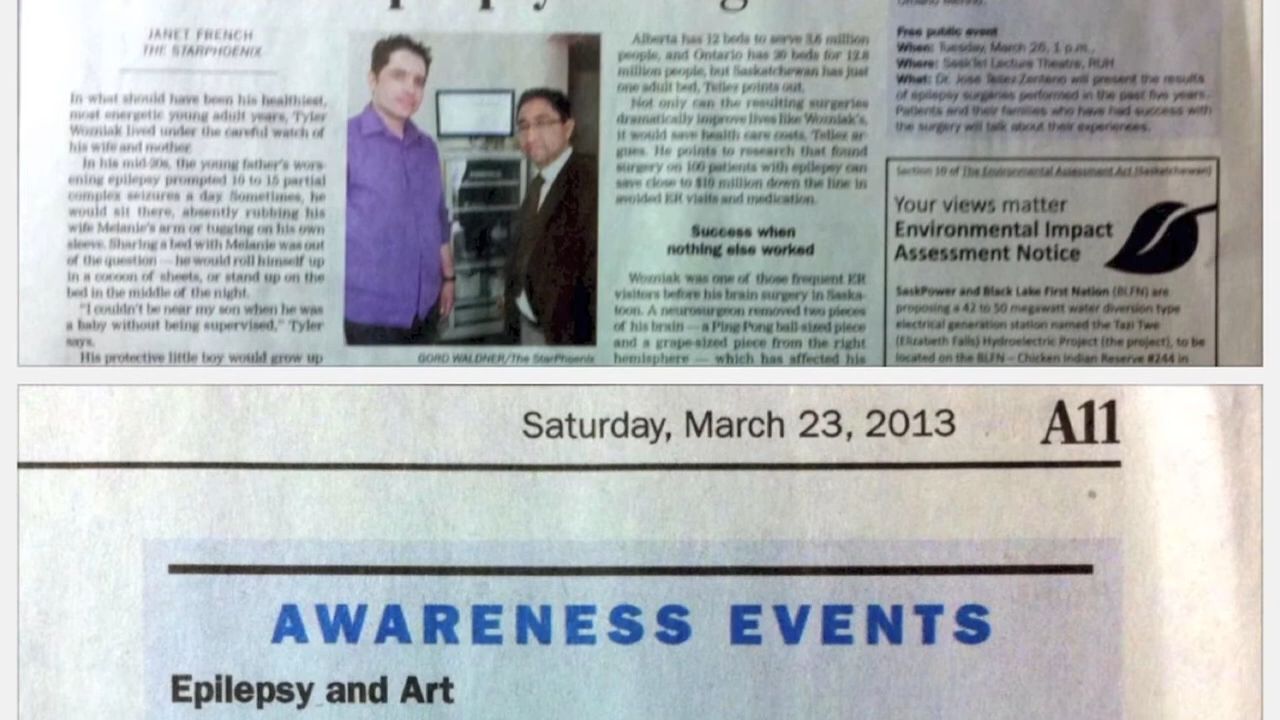 JANET FRENCH
THE STARPHOENIX
In what should have been his healthiest,
most energetic young adult years, Tyler
Wozniak lived under the careful watch of
his wife and mother.
In his mid-20s, the young father's wors-
ening epilepsy prompted 10 to 15 partial
complex seizures a day. Sometimes, he
would sit there, absently rubbing his
wife Melanie's arm or tugging on his own
sleeve. Sharing a bed with Melanie was out
of the question — he would roll himself up
in a cocoon of sheets, or stand up on the
bed in the middle of the night.
"I couldn't be near my son when he was
a baby without being supervised," Tyler
says.
His protective little boy would grow up
GORD WALDNER/The StarPhoenix
Alberta has 12 beds to serve 3.6 million
people, and Ontario has 20 beds for 12.8
million people, but Saskatchewan has just
one adult bed, Tellez points out.
Not only can the resulting surgeries
dramatically improve lives like Wozniak's,
it would save health care costs, Tellez ar-
gues. He points to research that found
surgery on 100 patients with epilepsy can
save close to $10 million down the line in
avoided ER visits and medication.
Success when
nothing else worked
Wozniak was one of those frequent ER
visitors before his brain surgery in Saska-
toon. A neurosurgeon removed two pieces
of his brain — a Ping-Pong ball-sized piece
and a grape-sized piece from the right
hemisphere — which has affected his
Free public event
When: Tuesday, March 26, 1 p.m.,
Where: SaskTel Lecture Theatre, RUH
What: Dr. Jose Tellez-Zenteno will present the results
of epilepsy surgeries performed in the past five years.
Patients and their families who have had success with
the surgery will talk about their experiences.
Section 10 of The Environmental Assessment Act (Saskatchewan)
Your views matter
Environmental Impact
Assessment Notice
SaskPower and Black Lake First Nation (BLFN) are
proposing a 42 to 50 megawatt water diversion type
electrical generation station named the Tazi Twe
(Elizabeth Falls) Hydroelectric Project (the project), to be
located on the BLFN – Chicken Indian Reserve #244 in
Saturday, March 23, 2013 A11
AWARENESS EVENTS
Epilepsy and Art